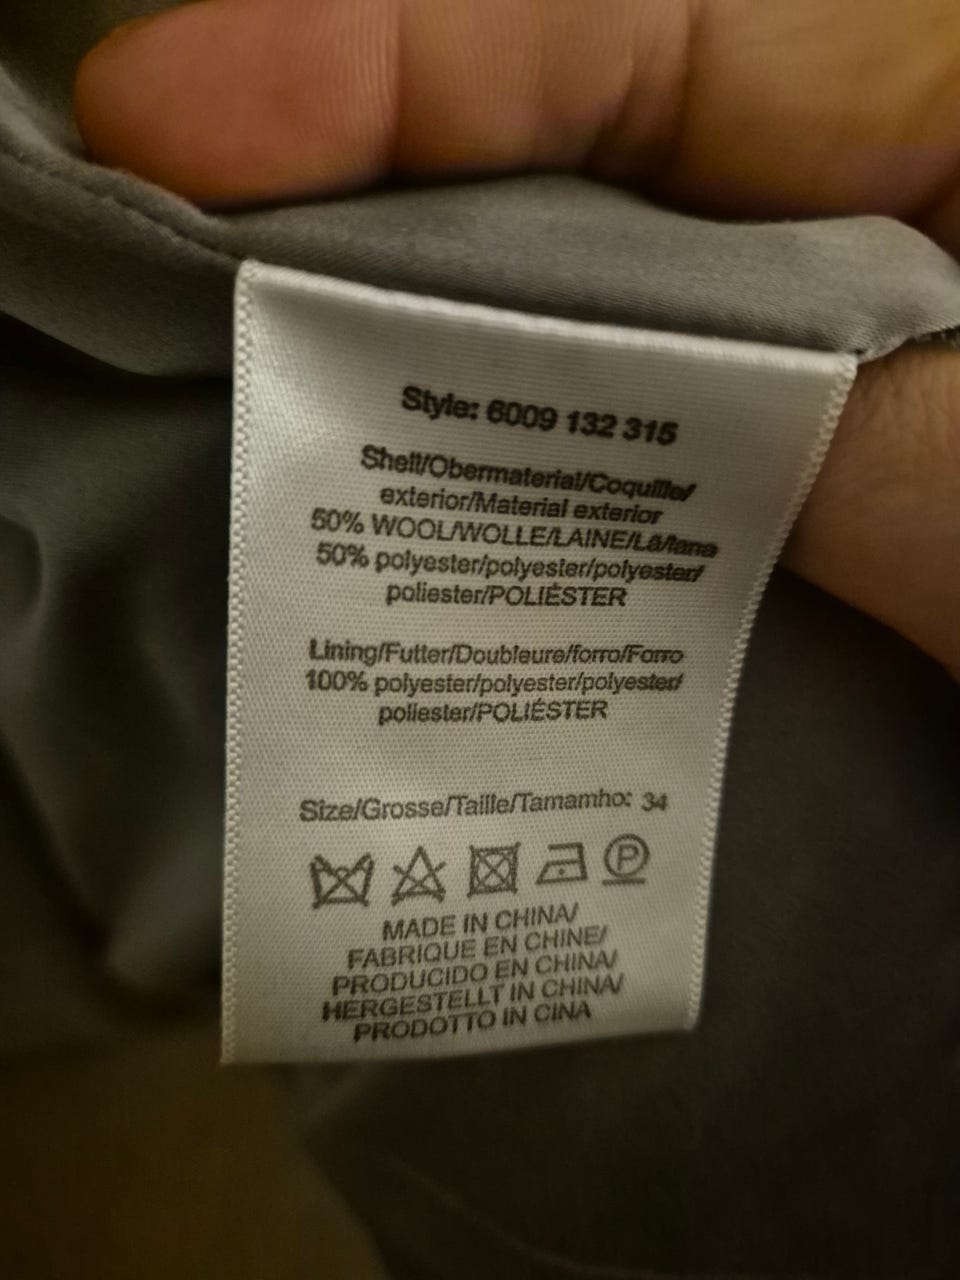 Style: 6009 132 315
Shell/Obermaterial/Coquille/
exterior/Material exterior
50% WOOL/WOLLE/LAINE/Lã/lana
50% polyester/polyester/polyester/
poliester/POLIÉSTER
Lining/Futter/Doubleure/forro/Forro
100% polyester/polyester/polyester/
poliester/POLIÉSTER
Size/Grosse/Taille/Tamamho: 34
P
MADE IN CHINA/
FABRIQUE EN CHINE/
PRODUCIDO EN CHINA/
HERGESTELLT IN CHINA/
PRODOTTO IN CINA